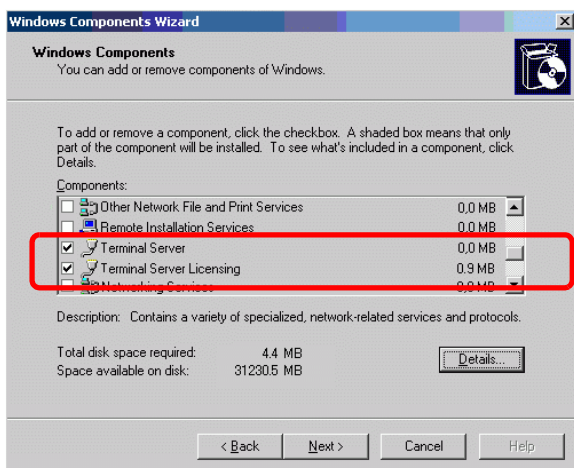 Windows Components Wizard
Windows Components
You can add or remove components of Windows.
To add or remove a component, click the checkbox. A shaded box means that only
part of the component will be installed. To see what's included in a component, click
Details.
Components:
Other Network File and Print Services 0,0 MB
Remote Installation Services 0,0 MB
Terminal Server 0,0 MB
Terminal Server Licensing 0.9 MB
Networking Services 0,0 MB
Description: Contains a variety of specialized, network-related services and protocols.
Total disk space required: 4.4 MB
Space available on disk: 31230.5 MB
Details...
< Back Next > Cancel Help